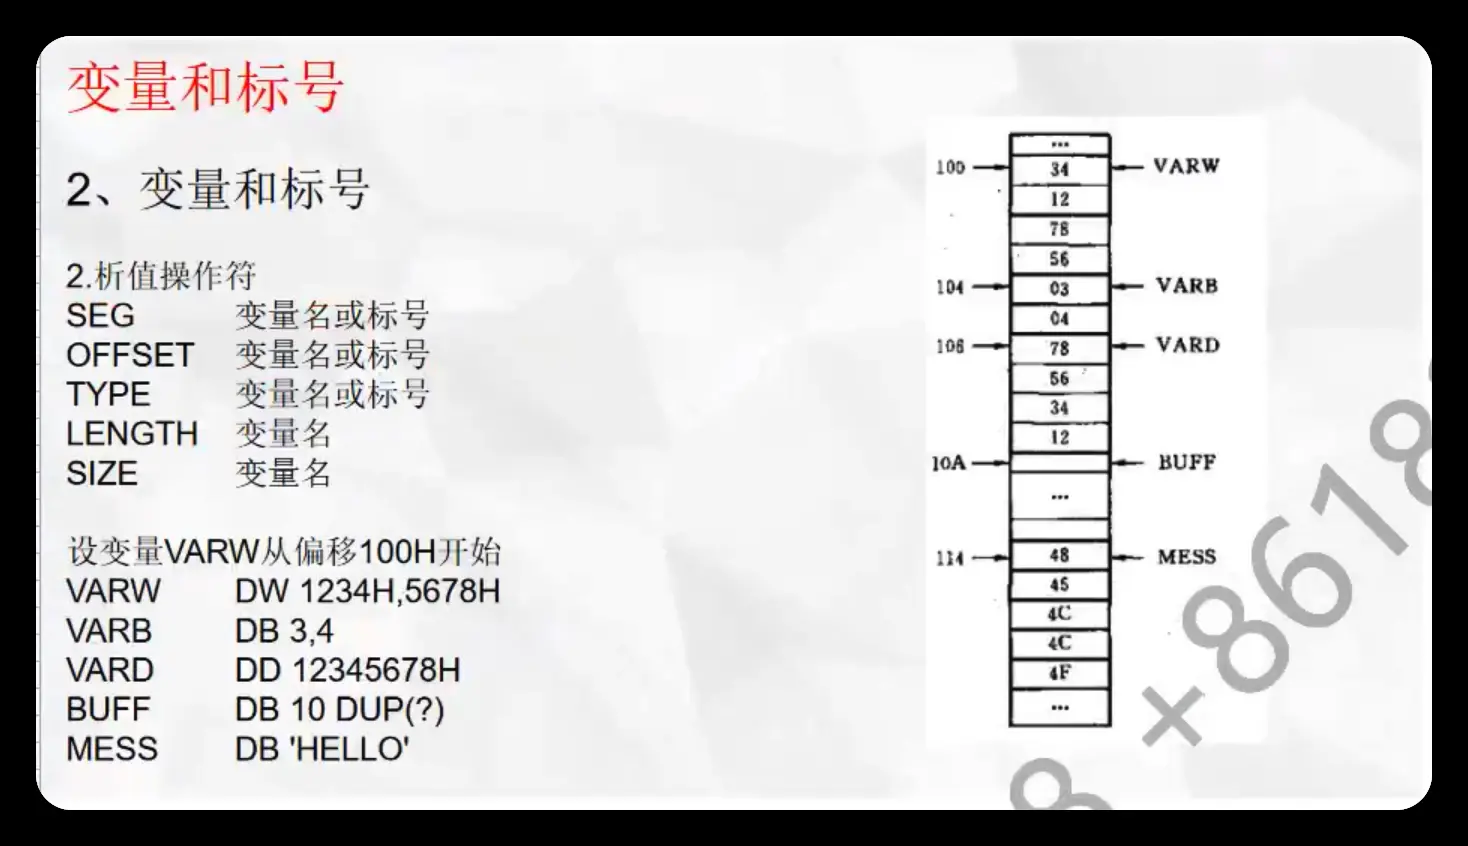 变量和标号
2、变量和标号
2.析值操作符
SEG 变量名或标号
OFFSET 变量名或标号
TYPE 变量名或标号
LENGTH 变量名
SIZE 变量名
设变量VARW从偏移100H开始
VARW DW 1234H,5678H
VARB DB 3,4
VARD DD 12345678H
BUFF DB 10 DUP(?)
MESS DB 'HELLO'
...
100 34 VARW
12
78
56
104 03 VARB
04
106 78 VARD
56
34
12
10A BUFF
...
114 48 MESS
45
4C
4C
4F
...
8 +8618